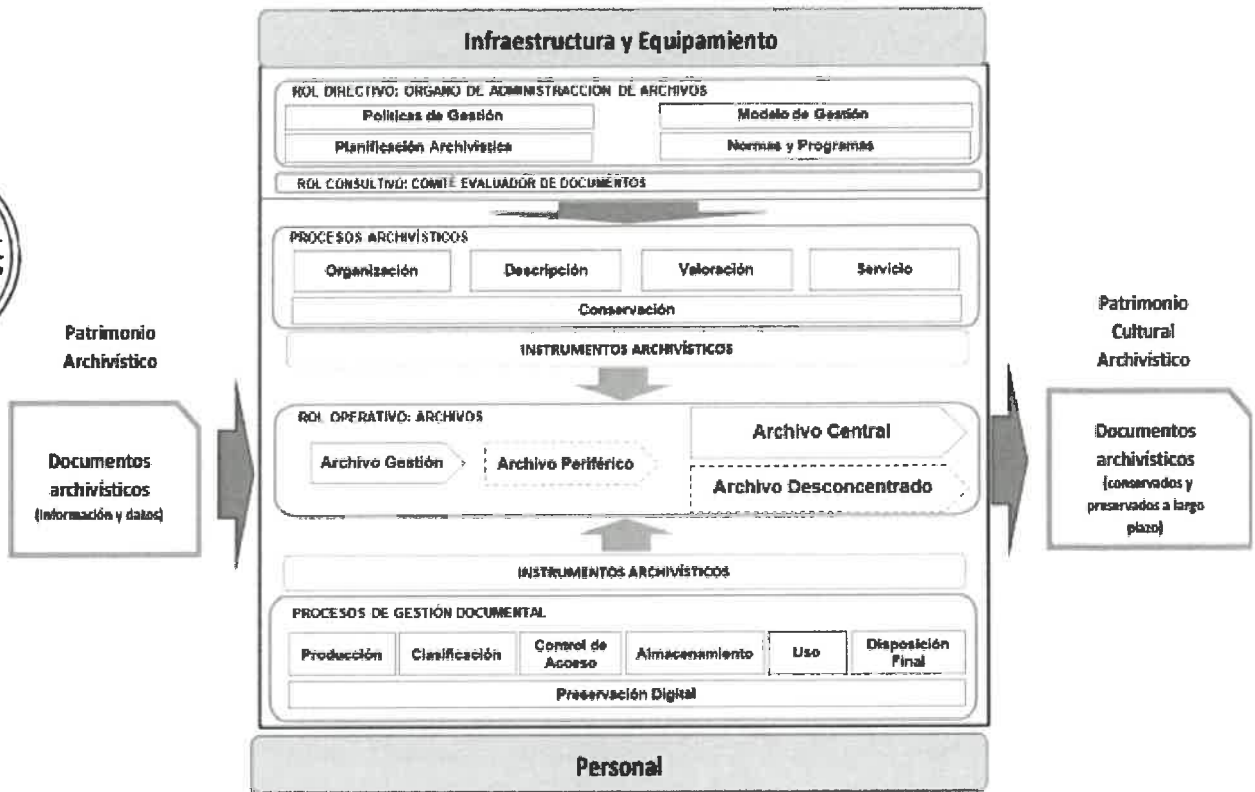 Infraestructura y Equipamiento
ROL DIRECTIVO: ORGANO DE ADMINISTRACCIÓN DE ARCHIVOS
Políticas de Gestión
Modelo de Gestión
Planificación Archivística
Normas y Programas
ROL CONSULTIVO: COMITÉ EVALUADOR DE DOCUMENTOS
PROCESOS ARCHIVÍSTICOS
Organización
Descripción
Valoración
Servicio
Conservación
INSTRUMENTOS ARCHIVÍSTICOS
Patrimonio
Archivístico
Documentos
archivísticos
(información y datos)
ROL OPERATIVO: ARCHIVOS
Archivo Gestión
Archivo Periférico
Archivo Central
Archivo Desconcentrado
Patrimonio
Cultural
Archivístico
Documentos
archivísticos
(conservados y
preservados a largo
plazo)
INSTRUMENTOS ARCHIVÍSTICOS
PROCESOS DE GESTIÓN DOCUMENTAL
Producción
Clasificación
Control de
Acceso
Almacenamiento
Uso
Disposición
Final
Preservación Digital
Personal